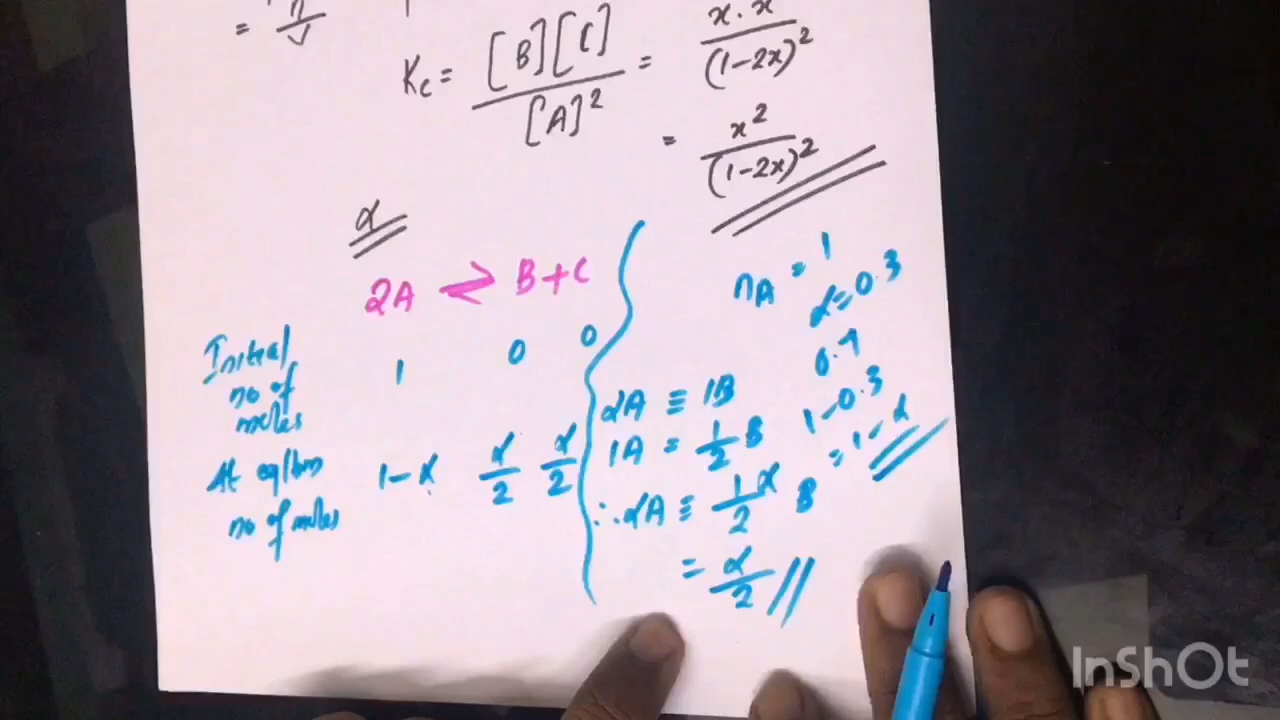 = n/V
Kc = [B][C] / [A]² = x.x / (1-2x)²
= x² / (1-2x)²
α
2A ⇌ B+C
Initial no of moles 1 0 0
At eqlbm no of moles 1-α α/2 α/2
2A ≡ 1B
1A = 1/2 B
∴ αA ≡ 1/2 α B
= α/2 //
nA = 1
α = 0.3
0.7
1-0.3
= 1-α
InShOt